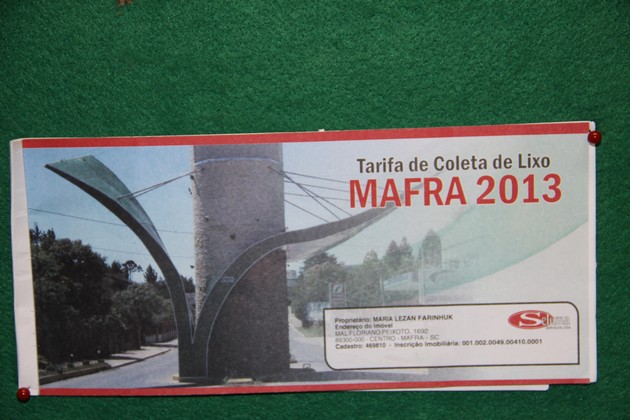 Tarifa de Coleta de Lixo
MAFRA 2013
Proprietário: MARIA LEZAN FARINHUK
Endereço do Imóvel
MAL FLORIANO PEIXOTO, 1692
89300-000 - CENTRO - MAFRA - SC
Cadastro: 469810 - Inscrição Imobiliária: 001.002.0049.00410.0001